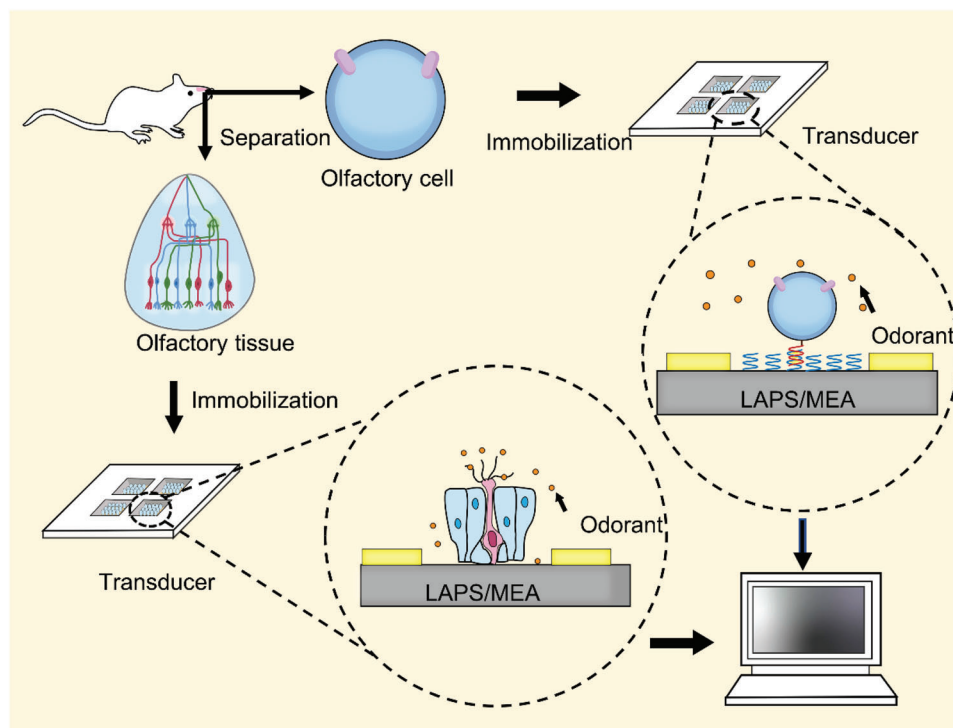 Separation
Olfactory cell
Immobilization
Transducer
Olfactory tissue
Odorant
LAPS/MEA
Immobilization
Odorant
Transducer
LAPS/MEA